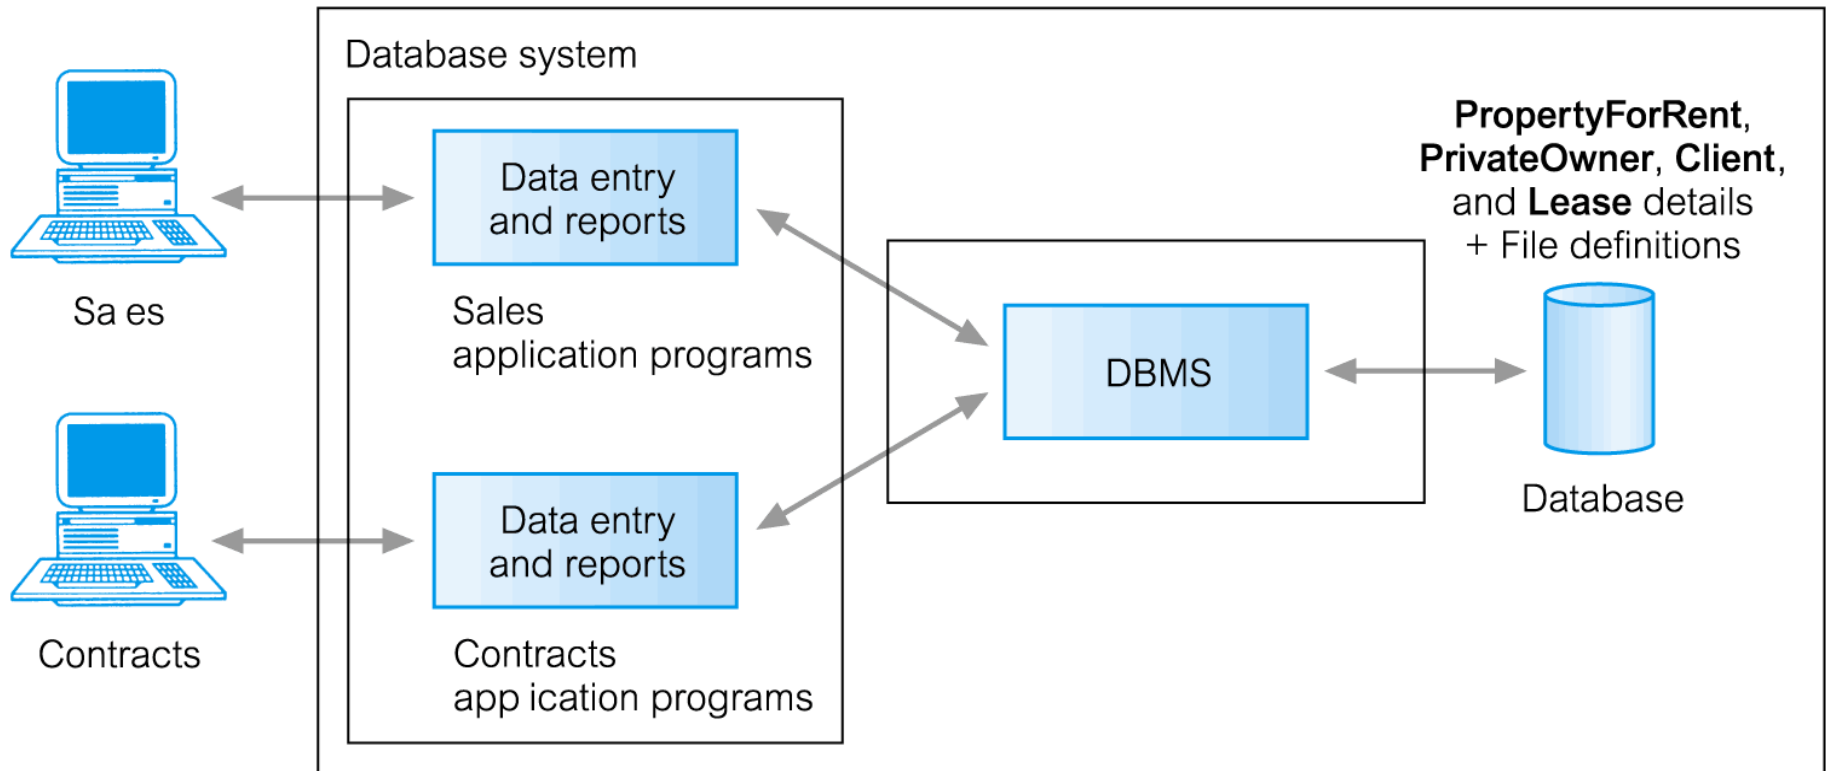 Database system
Sa es
Data entry
and reports
Sales
application programs
Contracts
Data entry
and reports
Contracts
app ication programs
DBMS
PropertyForRent,
PrivateOwner, Client,
and Lease details
+ File definitions
Database